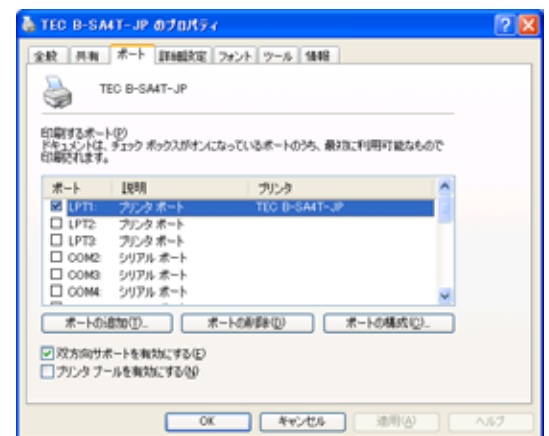 TEC B-SA4T-JP のプロパティ
全般 共有 ポート 詳細設定 フォント ツール 情報
TEC B-SA4T-JP
印刷するポート(P)
ドキュメントは、チェック ボックスがオンになっているポートのうち、最初に利用可能なもので
印刷されます。
ポート 説明 プリンタ
LPT1: プリンタ ポート TEC B-SA4T-JP
LPT2: プリンタ ポート
LPT3: プリンタ ポート
COM2: シリアル ポート
COM3: シリアル ポート
COM4: シリアル ポート
ポートの追加(T)... ポートの削除(D) ポートの構成(C)...
双方向サポートを有効にする(E)
プリンタ プールを有効にする(N)
OK キャンセル 適用(A) ヘルプ